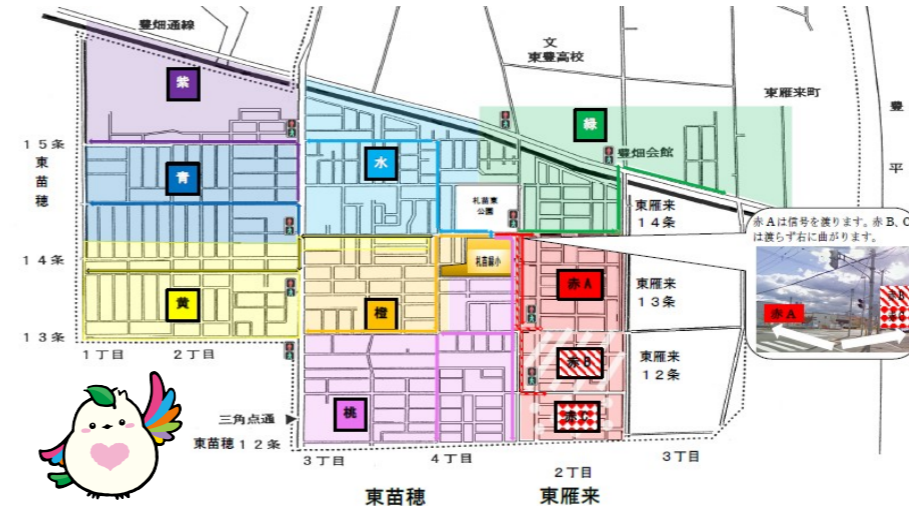 豊畑通線
文
東豊高校
東雁来町
豊
平
紫
緑
豊畑会館
15条
東
苗
穂
青
水
札苗東
公園
東雁来
14条
赤Aは信号を渡ります。赤B、C
は渡らず右に曲がります。
赤A
14条
札苗緑小
黄
橙
赤A
東雁来
13条
13条
1丁目
2丁目
赤B
東雁来
12条
桃
赤C
三角点通
東苗穂12条
3丁目
4丁目
2丁目
3丁目
東苗穂
東雁来